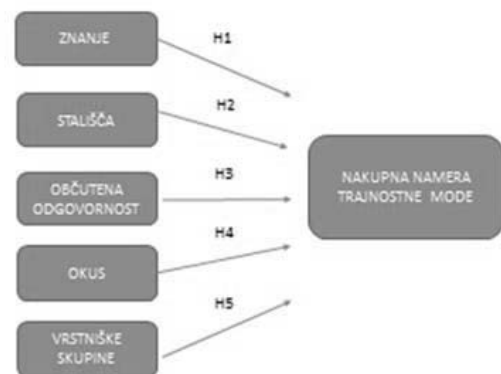 ZNANJE
H1
STALIŠČA
H2
OBČUTENA
ODGOVORNOST
H3
OKUS
H4
VRSTNIŠKE
SKUPINE
H5
NAKUPNA NAMERA
TRAJNOSTNE MODE